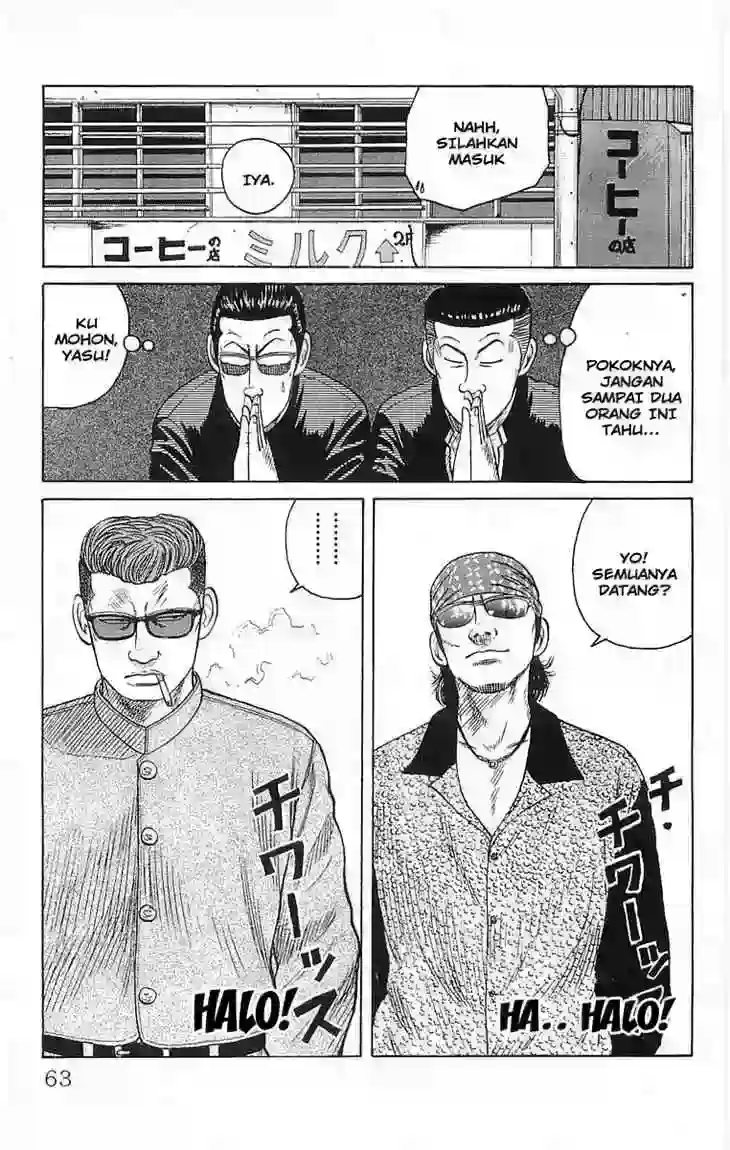 NAHH,
SILAHKAN
MASUK
IYA.
コーヒーの店
コーヒーの店
ミルク
2F
POKOKNYA,
JANGAN
SAMPAI DUA
ORANG INI
TAHU...
KU
MOHON,
YASU!
YO!
SEMUANYA
DATANG?
チ.
チワーッス
HA.. HALO!
チワーッス
HALO!
63